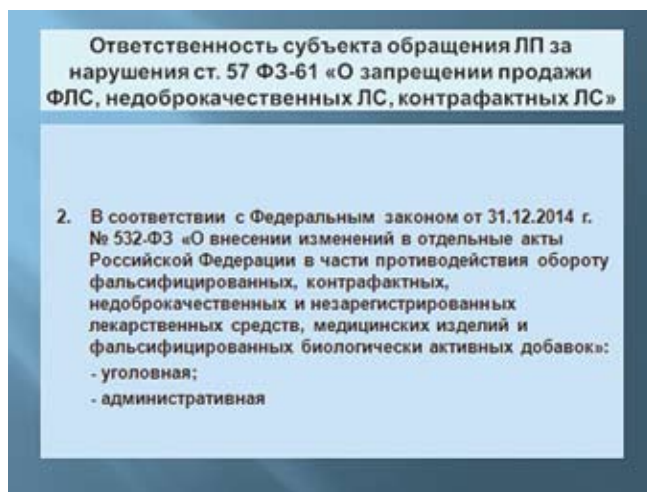 Ответственность субъекта обращения ЛП за
нарушения ст. 57 ФЗ-61 «О запрещении продажи
ФЛС, недоброкачественных ЛС, контрафактных ЛС»
2. В соответствии с Федеральным законом от 31.12.2014 г.
№ 532-ФЗ «О внесении изменений в отдельные акты
Российской Федерации в части противодействия обороту
фальсифицированных, контрафактных,
недоброкачественных и незарегистрированных
лекарственных средств, медицинских изделий и
фальсифицированных биологически активных добавок»:
- уголовная;
- административная